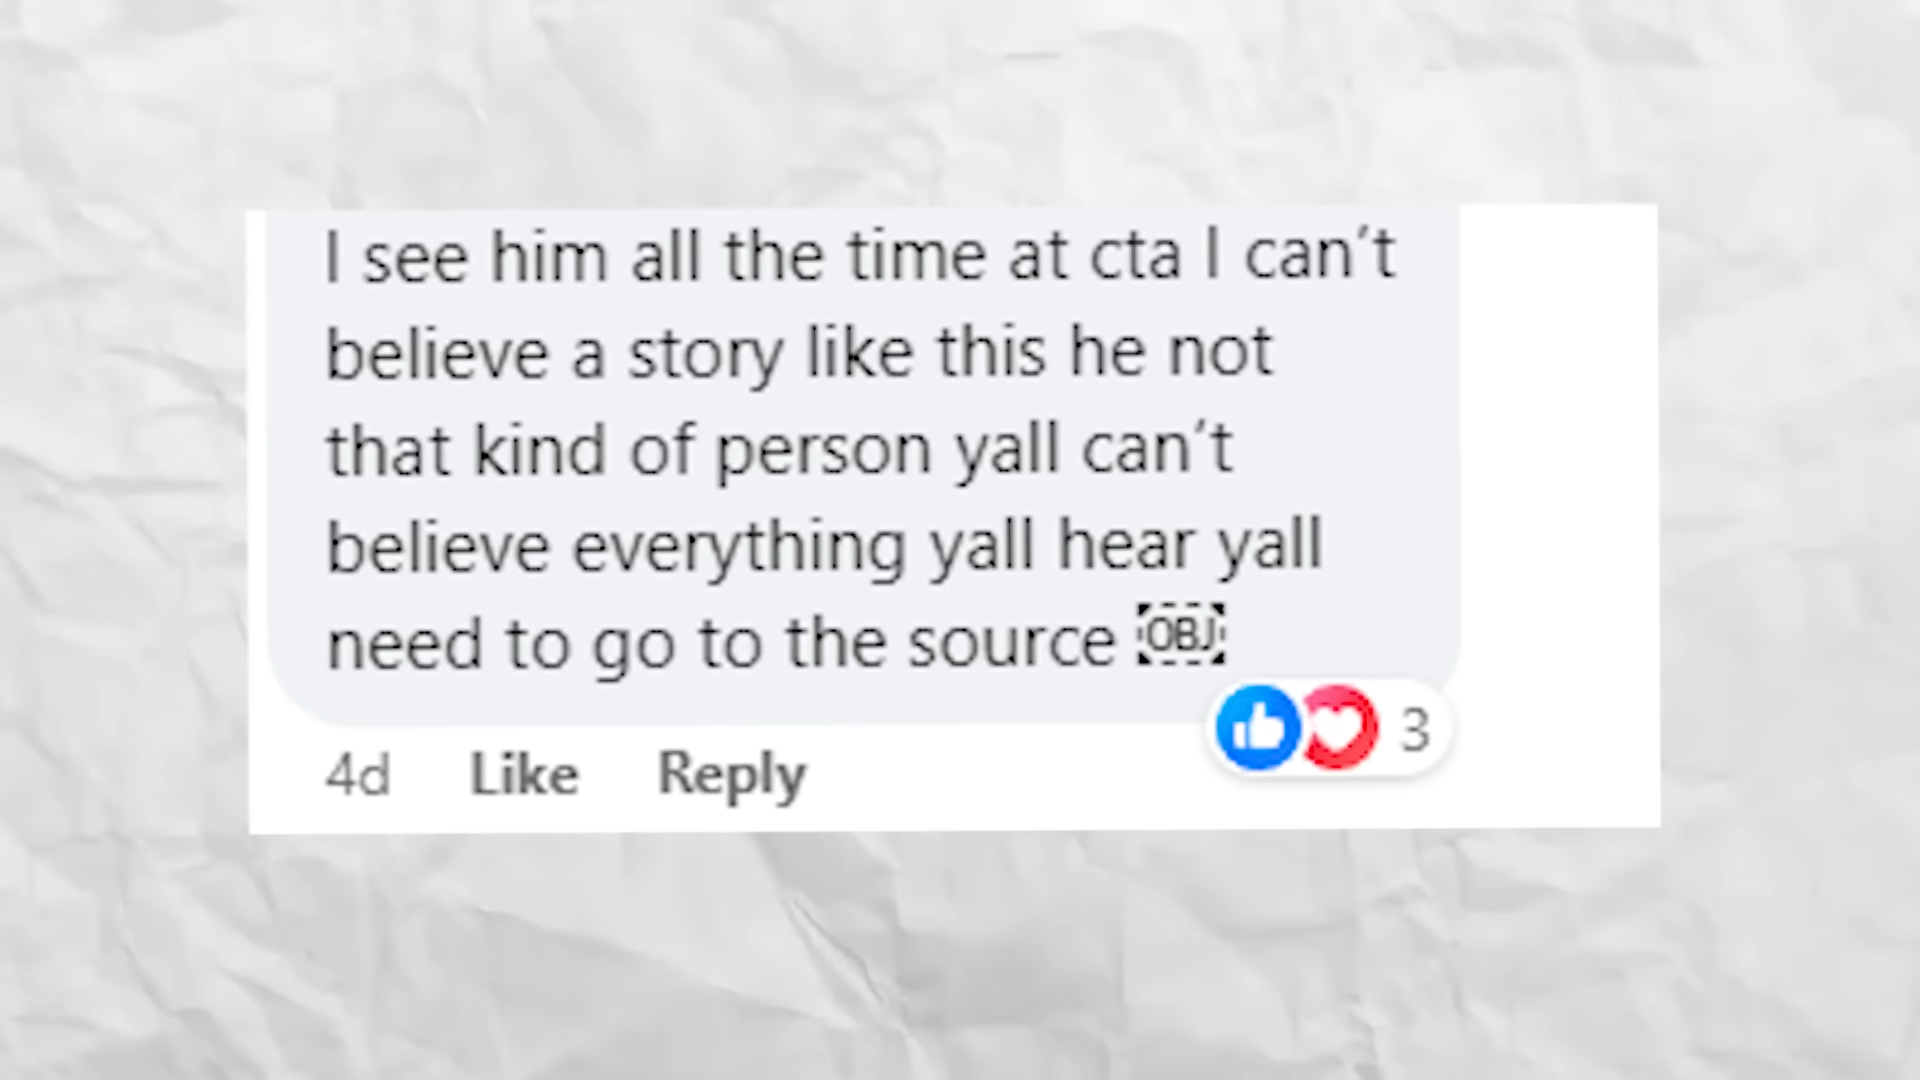 I see him all the time at cta I can't
believe a story like this he not
that kind of person yall can't
believe everything yall hear yall
need to go to the source OBJ
4d Like Reply 3